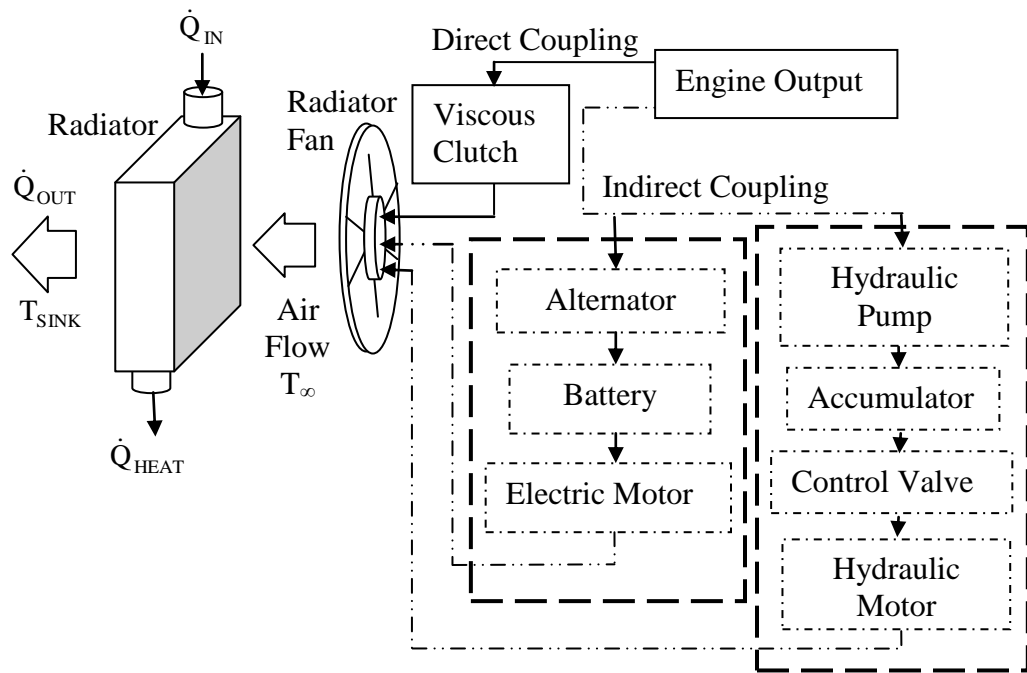 Q̇IN
Direct Coupling
Engine Output
Radiator
Radiator
Fan
Viscous
Clutch
Q̇OUT
TSINK
Indirect Coupling
Air
Flow
T∞
Q̇HEAT
Alternator
Battery
Electric Motor
Hydraulic
Pump
Accumulator
Control Valve
Hydraulic
Motor